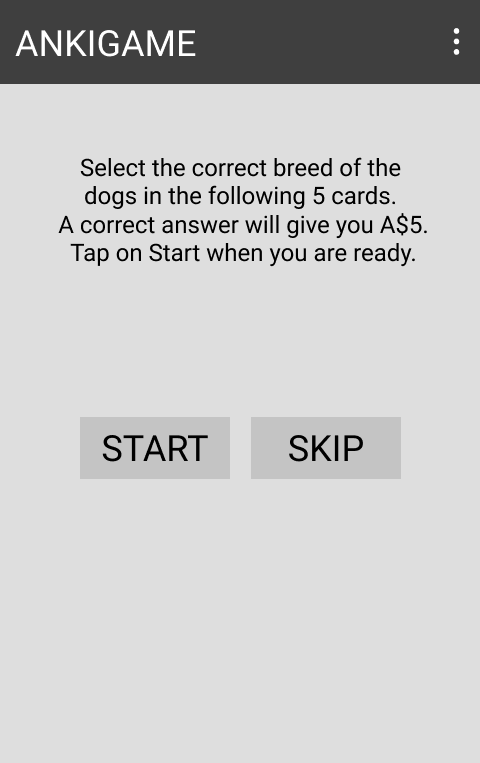 ANKIGAME
Select the correct breed of the
dogs in the following 5 cards.
A correct answer will give you A$5.
Tap on Start when you are ready.
START
SKIP